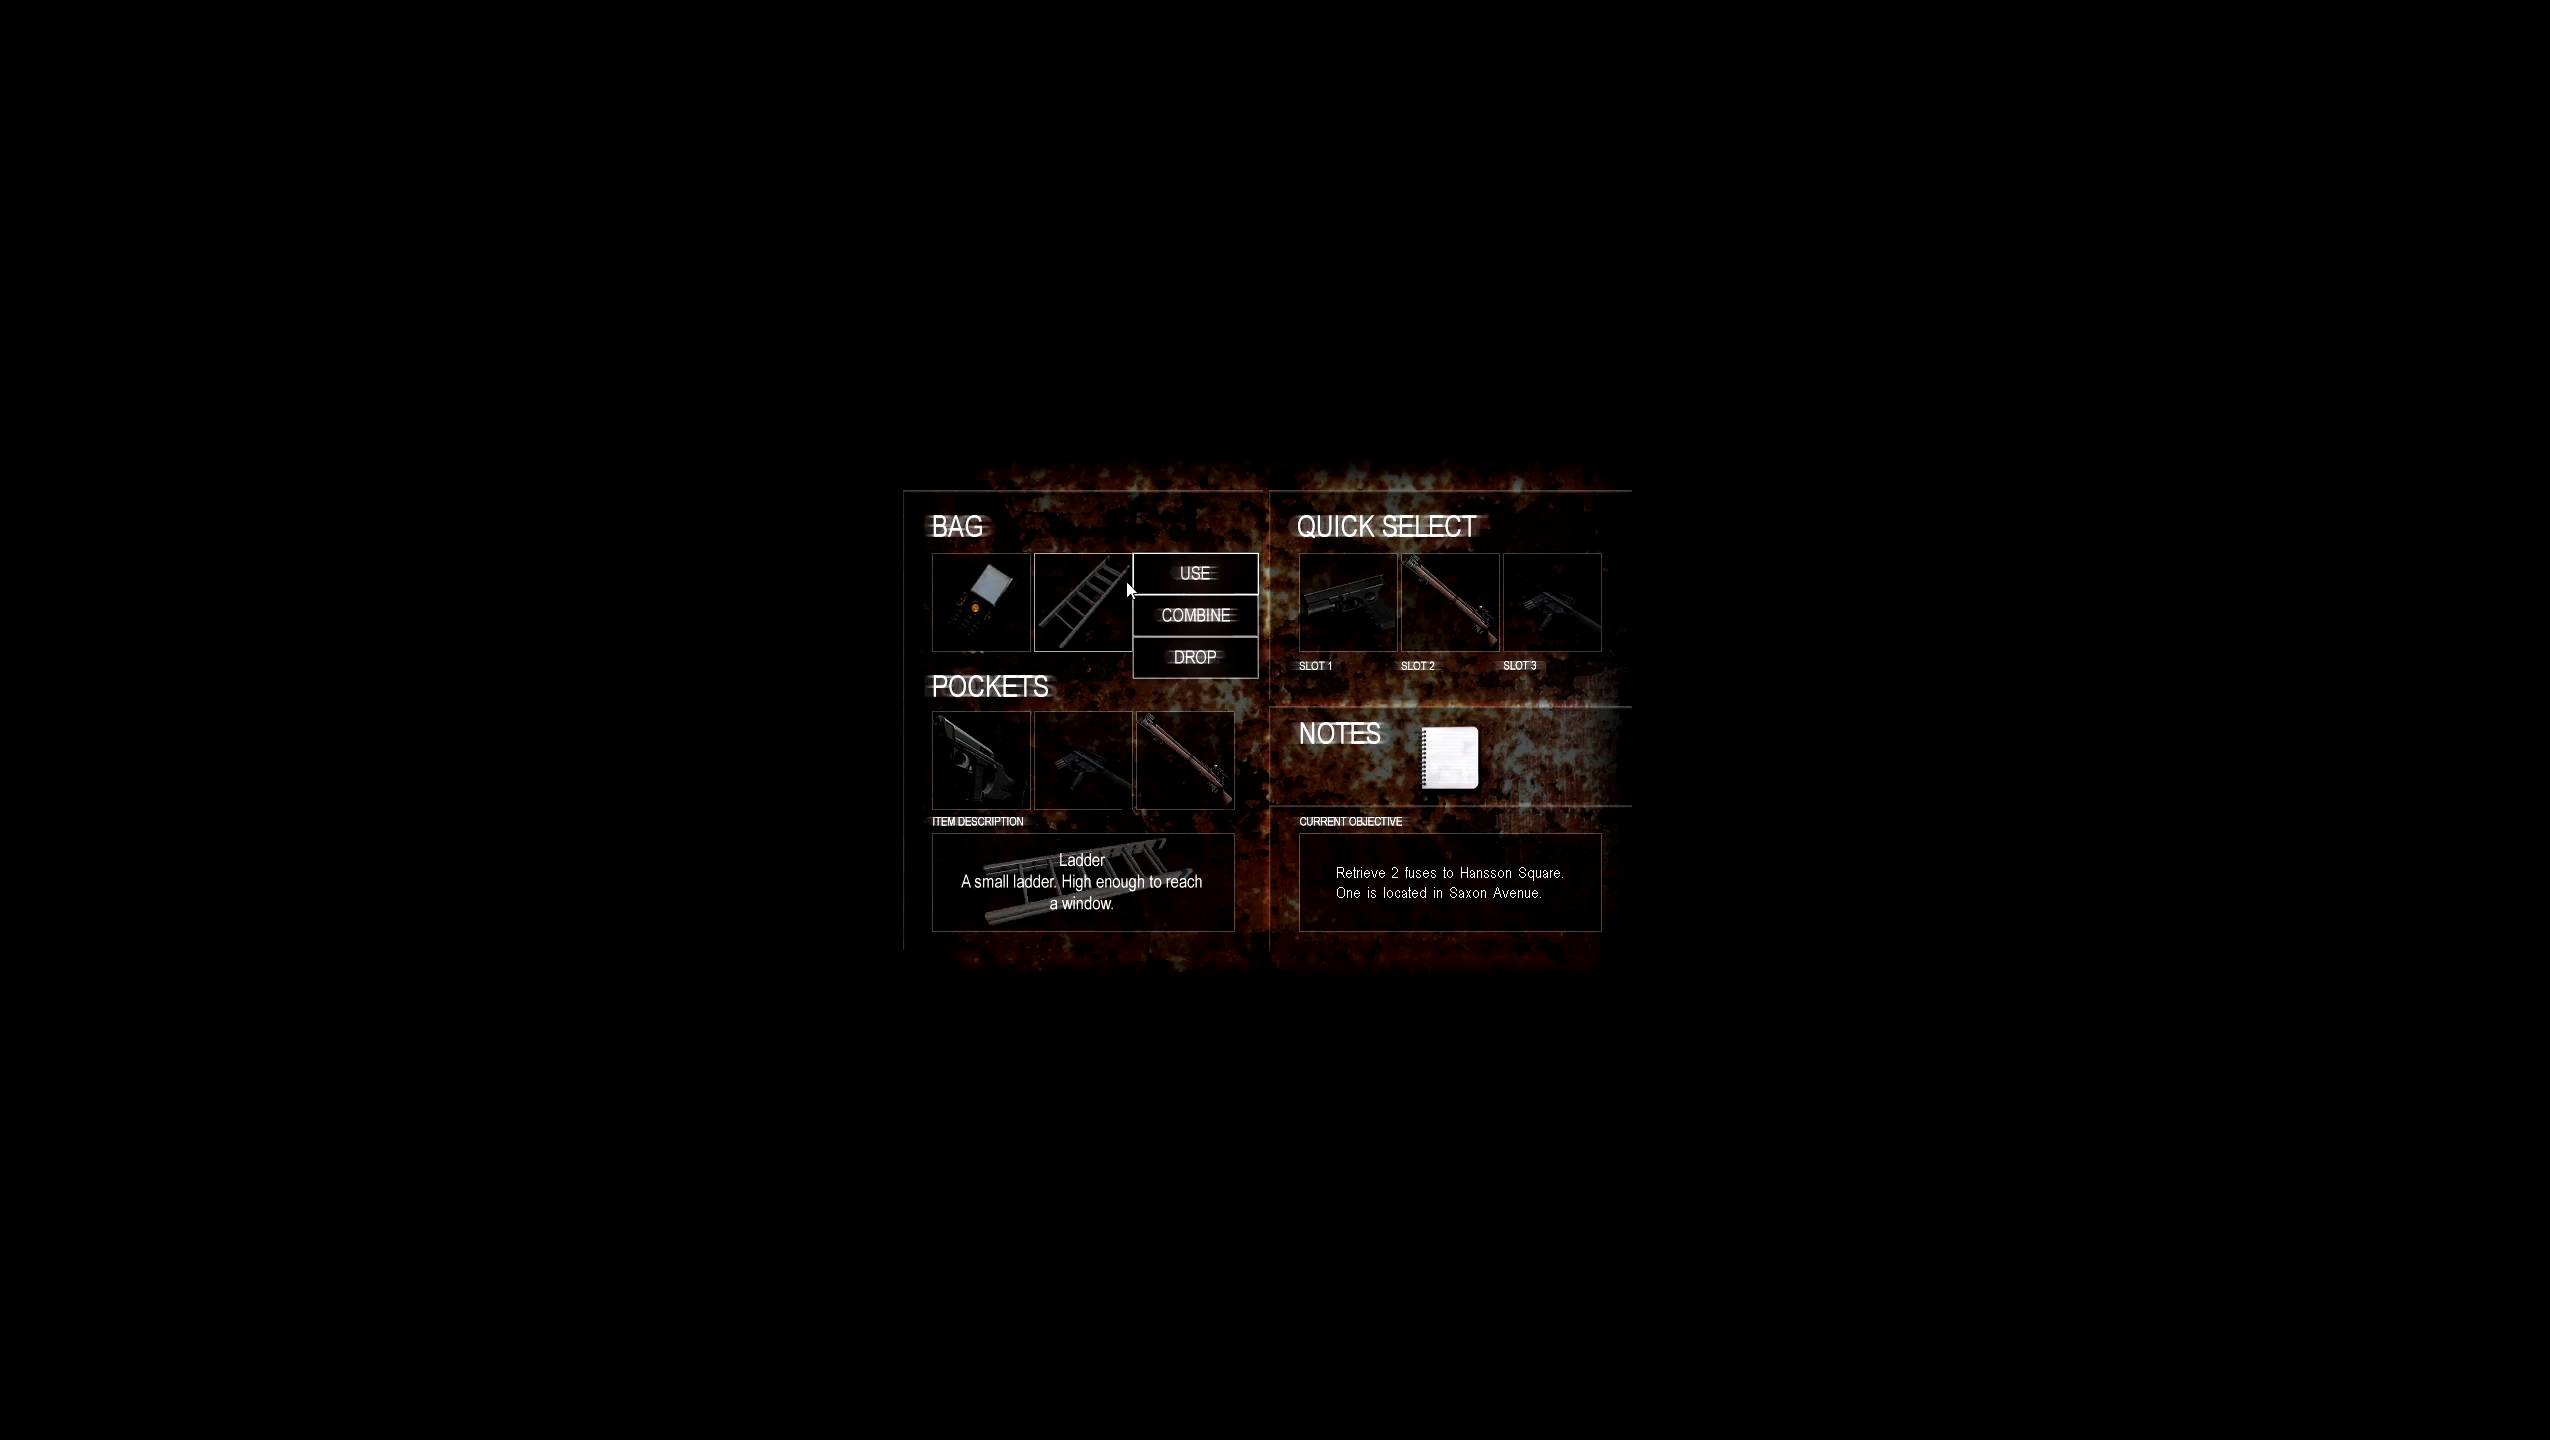 BAG
USE
COMBINE
DROP
POCKETS
ITEM DESCRIPTION
Ladder
A small ladder. High enough to reach
a window.
QUICK SELECT
SLOT 1
SLOT 2
SLOT 3
NOTES
CURRENT OBJECTIVE
Retrieve 2 fuses to Hansson Square.
One is located in Saxon Avenue.